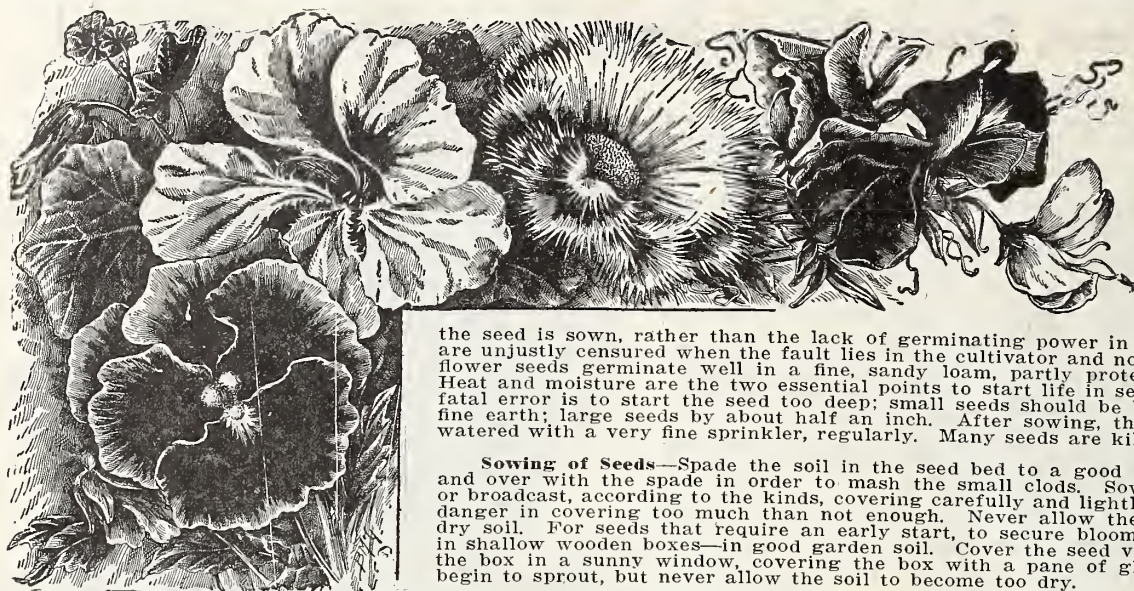 the seed is sown, rather than the lack of germinating power in
are unjustly censured when the fault lies in the cultivator and no
flower seeds germinate well in a fine, sandy loam, partly prote
Heat and moisture are the two essential points to start life in se
fatal error is to start the seed too deep; small seeds should be
fine earth; large seeds by about half an inch. After sowing, th
watered with a very fine sprinkler, regularly. Many seeds are kil
Sowing of Seeds—Spade the soil in the seed bed to a good
and over with the spade in order to mash the small clods. Sov
or broadcast, according to the kinds, covering carefully and lightl
danger in covering too much than not enough. Never allow the
dry soil. For seeds that require an early start, to secure bloom
in shallow wooden boxes—in good garden soil. Cover the seed v
the box in a sunny window, covering the box with a pane of gl
begin to sprout, but never allow the soil to become too dry.